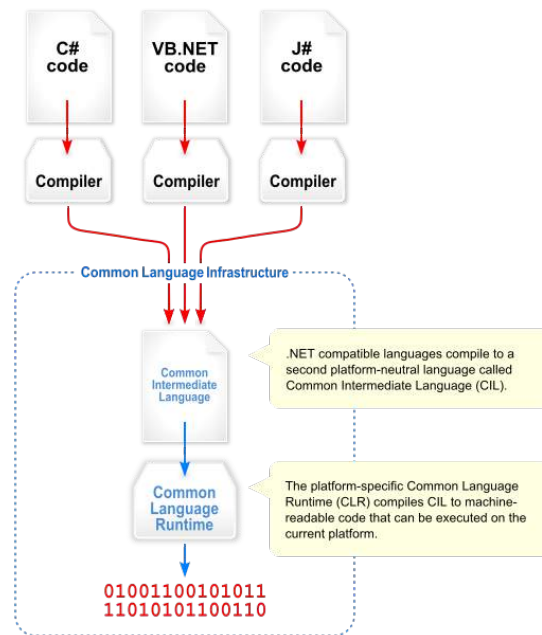 C#
code
VB.NET
code
J#
code
Compiler
Compiler
Compiler
Common Language Infrastructure
Common
Intermediate
Language
.NET compatible languages compile to a
second platform-neutral language called
Common Intermediate Language (CIL).
Common
Language
Runtime
The platform-specific Common Language
Runtime (CLR) compiles CIL to machine-
readable code that can be executed on the
current platform.
01001100101011
11010101100110